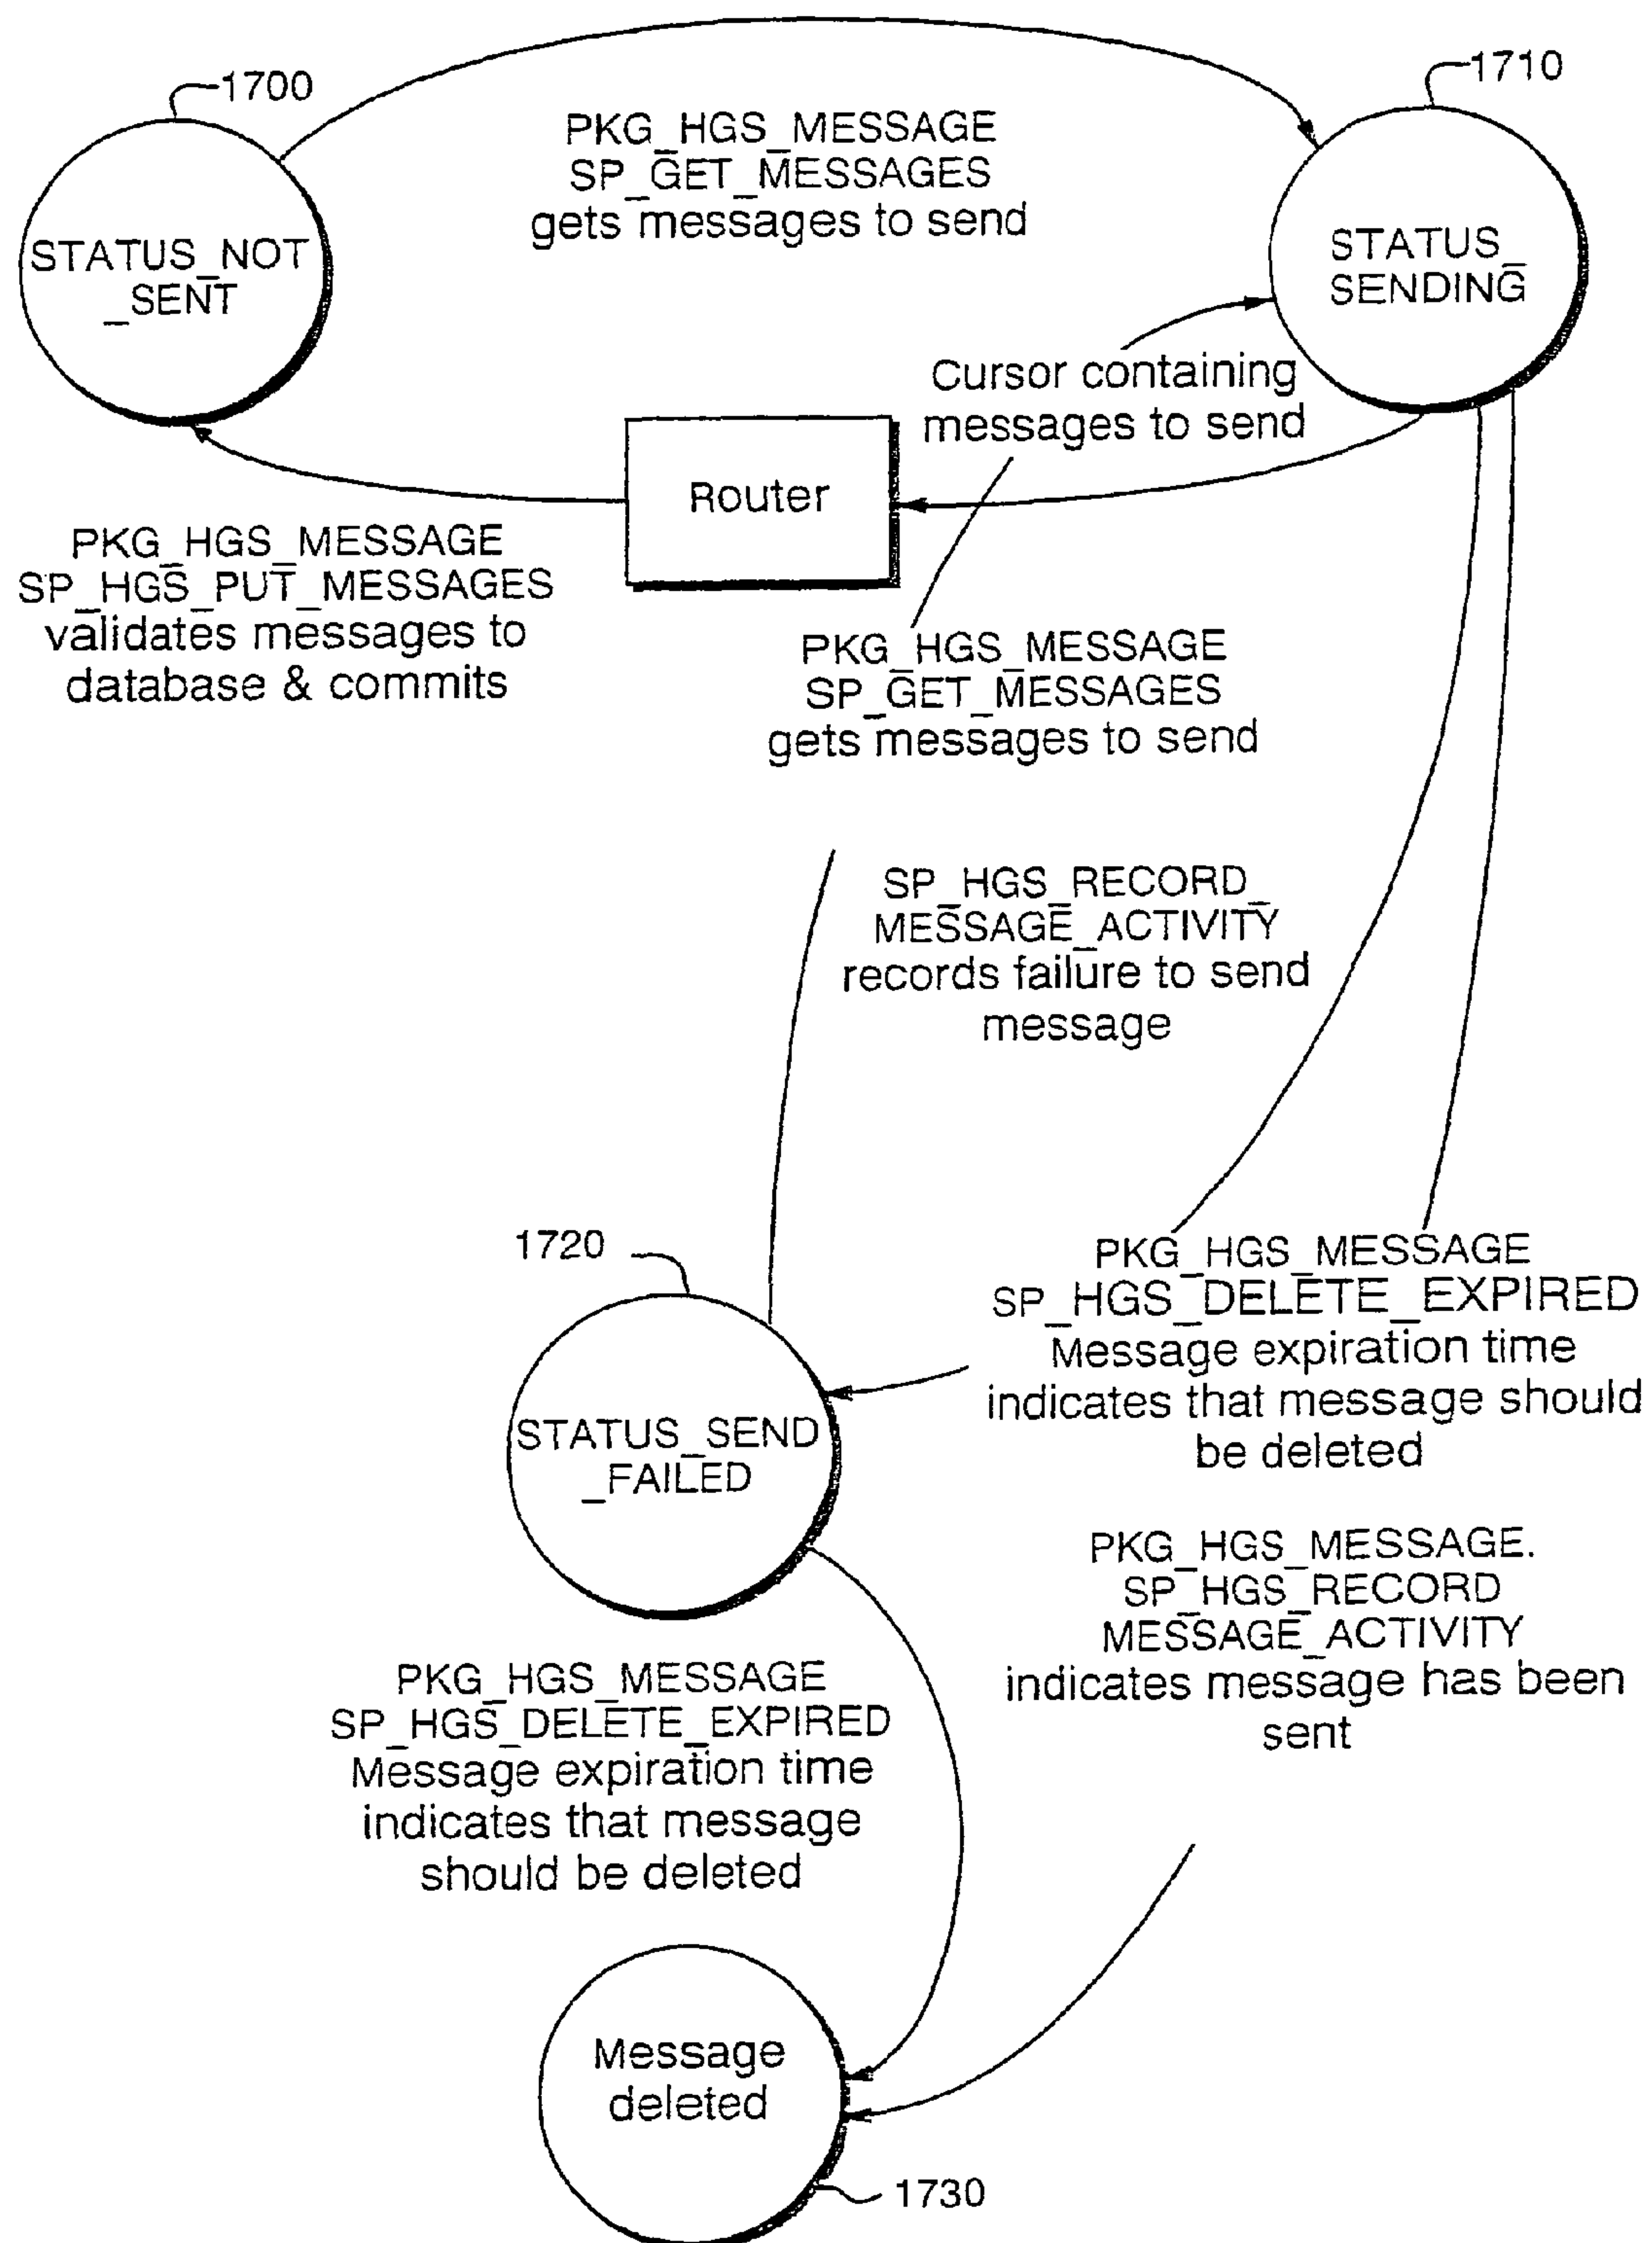 1700
1710
PKG_HGS_MESSAGE
SP_GET_MESSAGES
gets messages to send
STATUS_NOT
_SENT
STATUS_
SENDING
Cursor containing
messages to send
Router
PKG_HGS_MESSAGE
SP_HGS_PUT_MESSAGES
validates messages to
database & commits
PKG_HGS_MESSAGE
SP_GET_MESSAGES
gets messages to send
SP_HGS_RECORD_
MESSAGE_ACTIVITY
records failure to send
message
1720
PKG_HGS_MESSAGE
SP_HGS_DELETE_EXPIRED
Message expiration time
indicates that message should
be deleted
STATUS_SEND
_FAILED
PKG_HGS_MESSAGE.
SP_HGS_RECORD
MESSAGE_ACTIVITY
indicates message has been
sent
PKG_HGS_MESSAGE
SP_HGS_DELETE_EXPIRED
Message expiration time
indicates that message
should be deleted
Message
deleted
1730